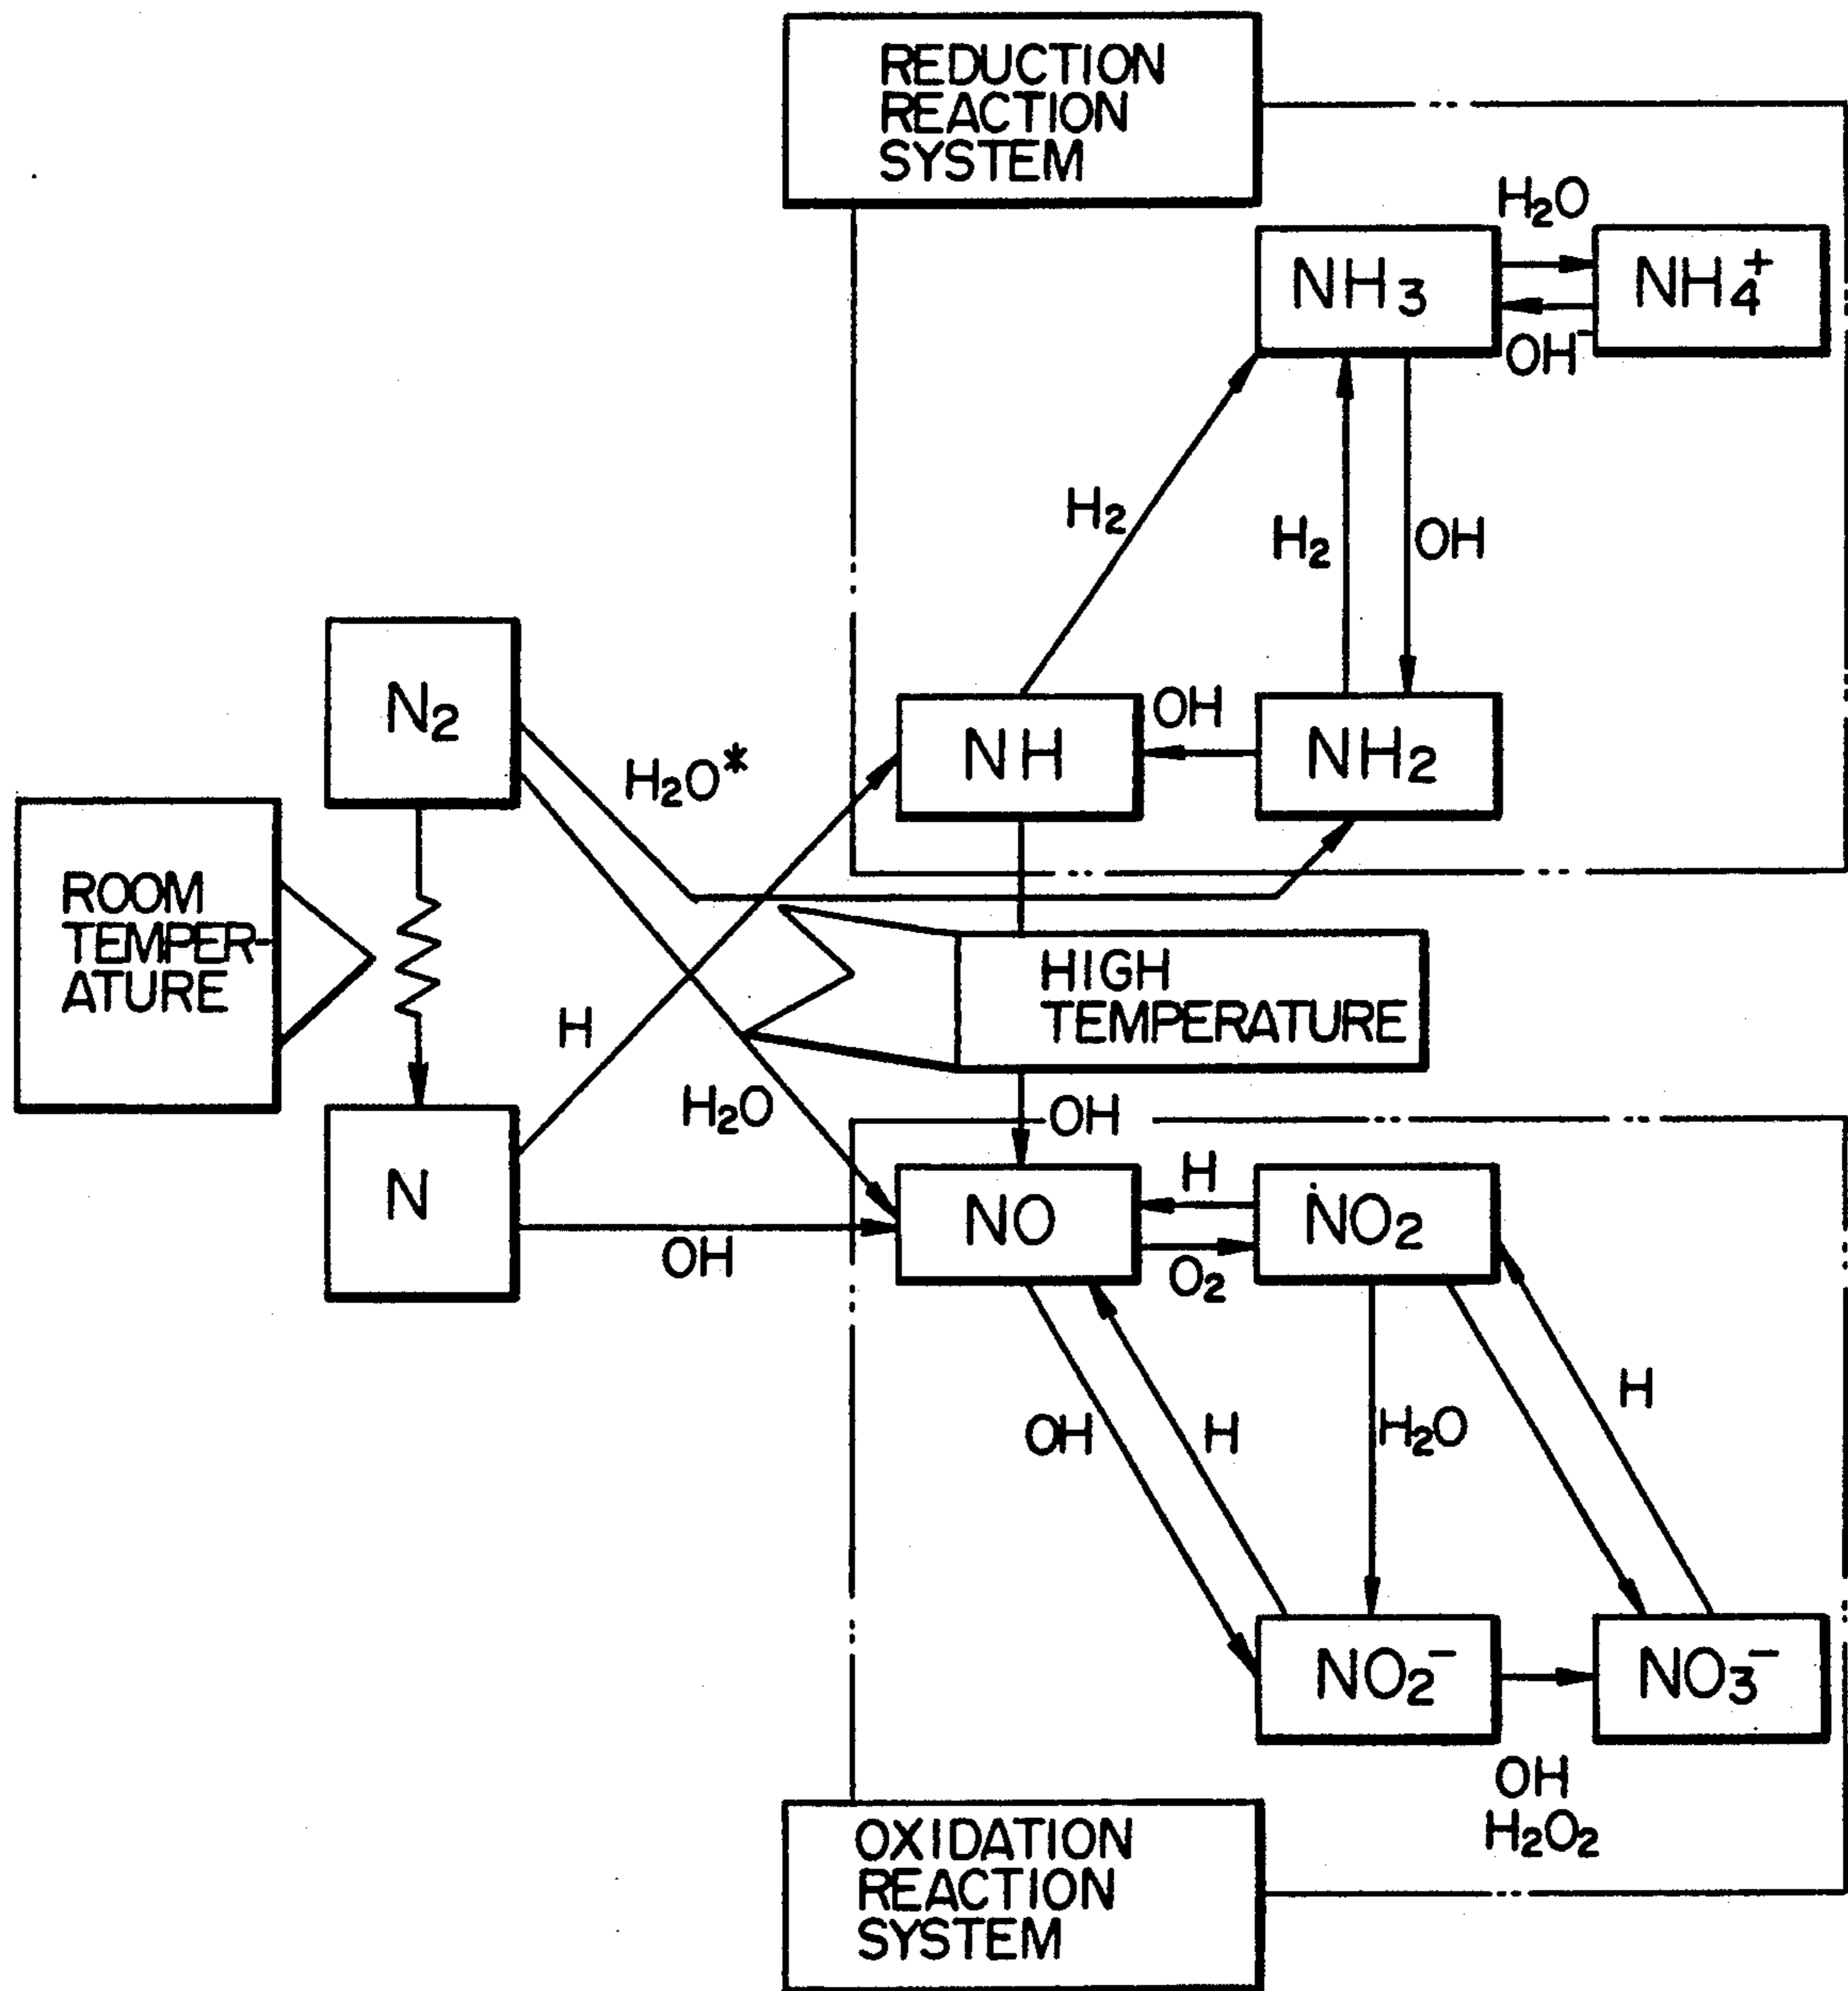 REDUCTION
REACTION
SYSTEM
H₂O
NH₃
NH₄⁺
OH⁻
H₂
H₂
OH
N₂
H₂O*
NH
OH
NH₂
ROOM
TEMPER-
ATURE
HIGH
TEMPERATURE
H
H₂O
OH
N
OH
NO
H
O₂
NO₂
OH
H
H₂O
H
NO₂⁻
NO₃⁻
OH
H₂O₂
OXIDATION
REACTION
SYSTEM